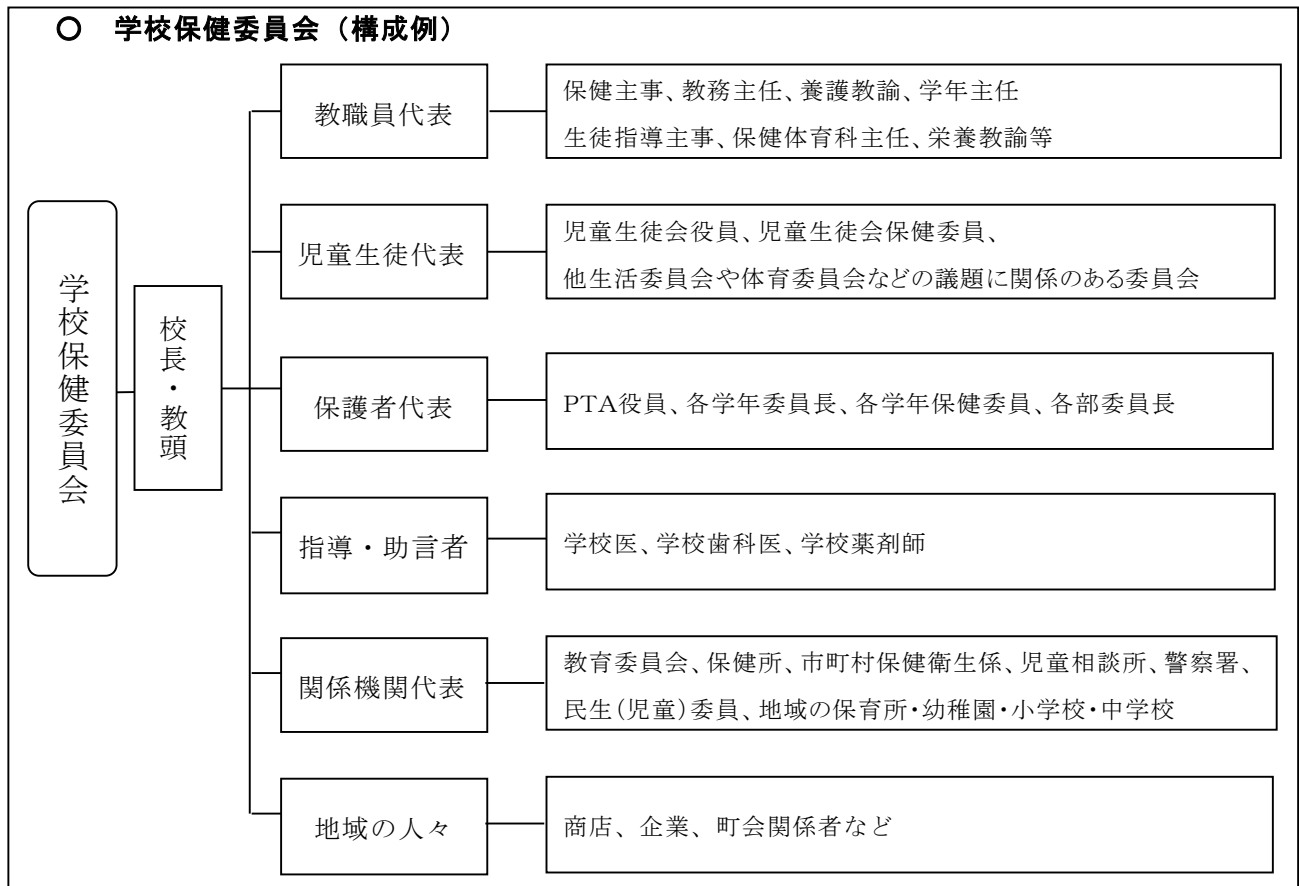 ○ 学校保健委員会（構成例）
学校保健委員会
校長・教頭
教職員代表
保健主事、教務主任、養護教諭、学年主任
生徒指導主事、保健体育科主任、栄養教諭等
児童生徒代表
児童生徒会役員、児童生徒会保健委員、
他生活委員会や体育委員会などの議題に関係のある委員会
保護者代表
PTA役員、各学年委員長、各学年保健委員、各部委員長
指導・助言者
学校医、学校歯科医、学校薬剤師
関係機関代表
教育委員会、保健所、市町村保健衛生係、児童相談所、警察署、
民生（児童）委員、地域の保育所・幼稚園・小学校・中学校
地域の人々
商店、企業、町会関係者など